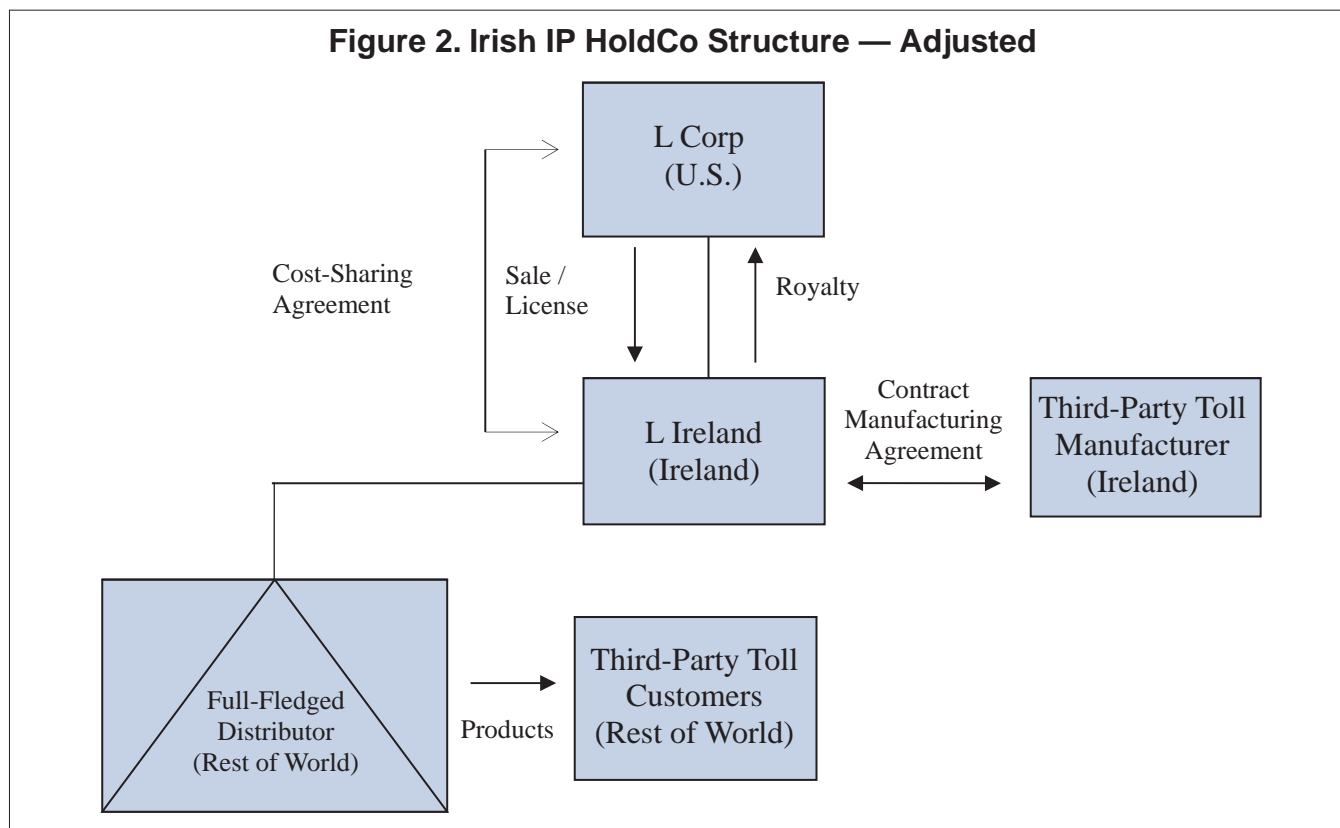 Figure 2. Irish IP HoldCo Structure — Adjusted
L Corp
(U.S.)
Cost-Sharing
Agreement
Sale /
License
Royalty
L Ireland
(Ireland)
Contract
Manufacturing
Agreement
Third-Party Toll
Manufacturer
(Ireland)
Full-Fledged
Distributor
(Rest of World)
Products
Third-Party Toll
Customers
(Rest of World)